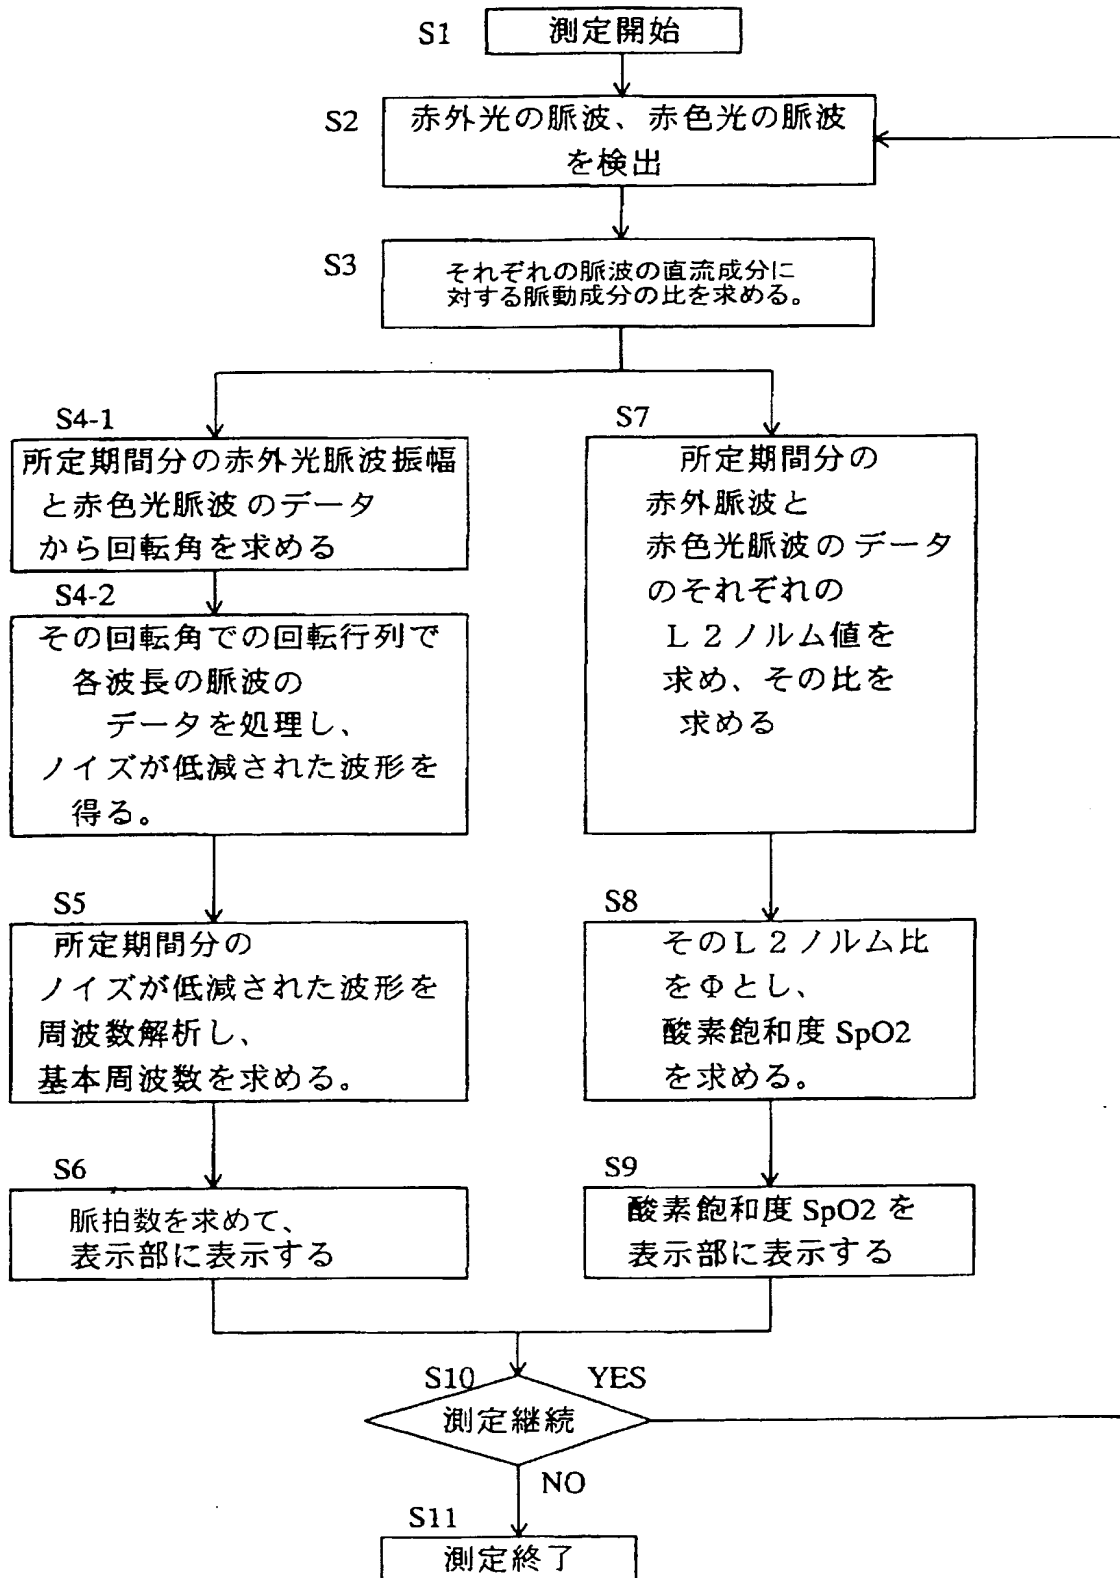 S1
測定開始
S2
赤外光の脈波、赤色光の脈波
を検出
S3
それぞれの脈波の直流成分に
対する脈動成分の比を求める。
S4-1
所定期間分の赤外光脈波振幅
と赤色光脈波のデータ
から回転角を求める
S4-2
その回転角での回転行列で
各波長の脈波の
データを処理し、
ノイズが低減された波形を
得る。
S5
所定期間分の
ノイズが低減された波形を
周波数解析し、
基本周波数を求める。
S6
脈拍数を求めて、
表示部に表示する
S7
所定期間分の
赤外脈波と
赤色光脈波のデータ
のそれぞれの
L2ノルム値を
求め、その比を
求める
S8
そのL2ノルム比
をΦとし、
酸素飽和度 SpO2
を求める。
S9
酸素飽和度 SpO2 を
表示部に表示する
S10
YES
測定継続
NO
S11
測定終了